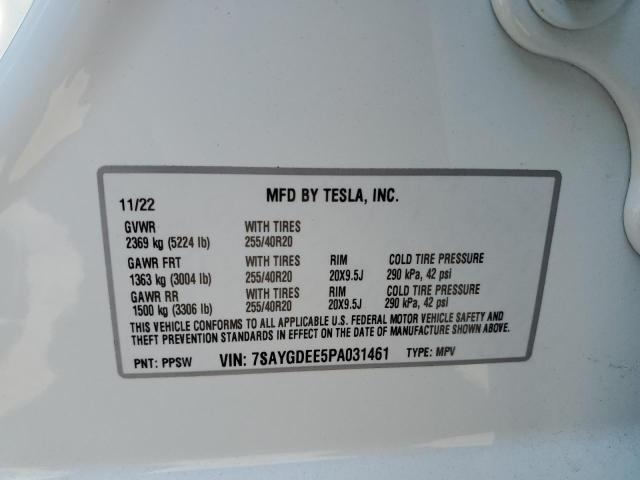 11/22 MFD BY TESLA, INC.
GVWR WITH TIRES
2369 kg (5224 lb) 255/40R20
GAWR FRT WITH TIRES RIM COLD TIRE PRESSURE
1363 kg (3004 lb) 255/40R20 20X9.5J 290 kPa, 42 psi
GAWR RR WITH TIRES RIM COLD TIRE PRESSURE
1500 kg (3306 lb) 255/40R20 20X9.5J 290 kPa, 42 psi
THIS VEHICLE CONFORMS TO ALL APPLICABLE U.S. FEDERAL MOTOR VEHICLE SAFETY AND
THEFT PREVENTION STANDARDS IN EFFECT ON THE DATE OF MANUFACTURE SHOWN ABOVE.
PNT: PPSW VIN: 7SAYGDEE5PA031461 TYPE: MPV